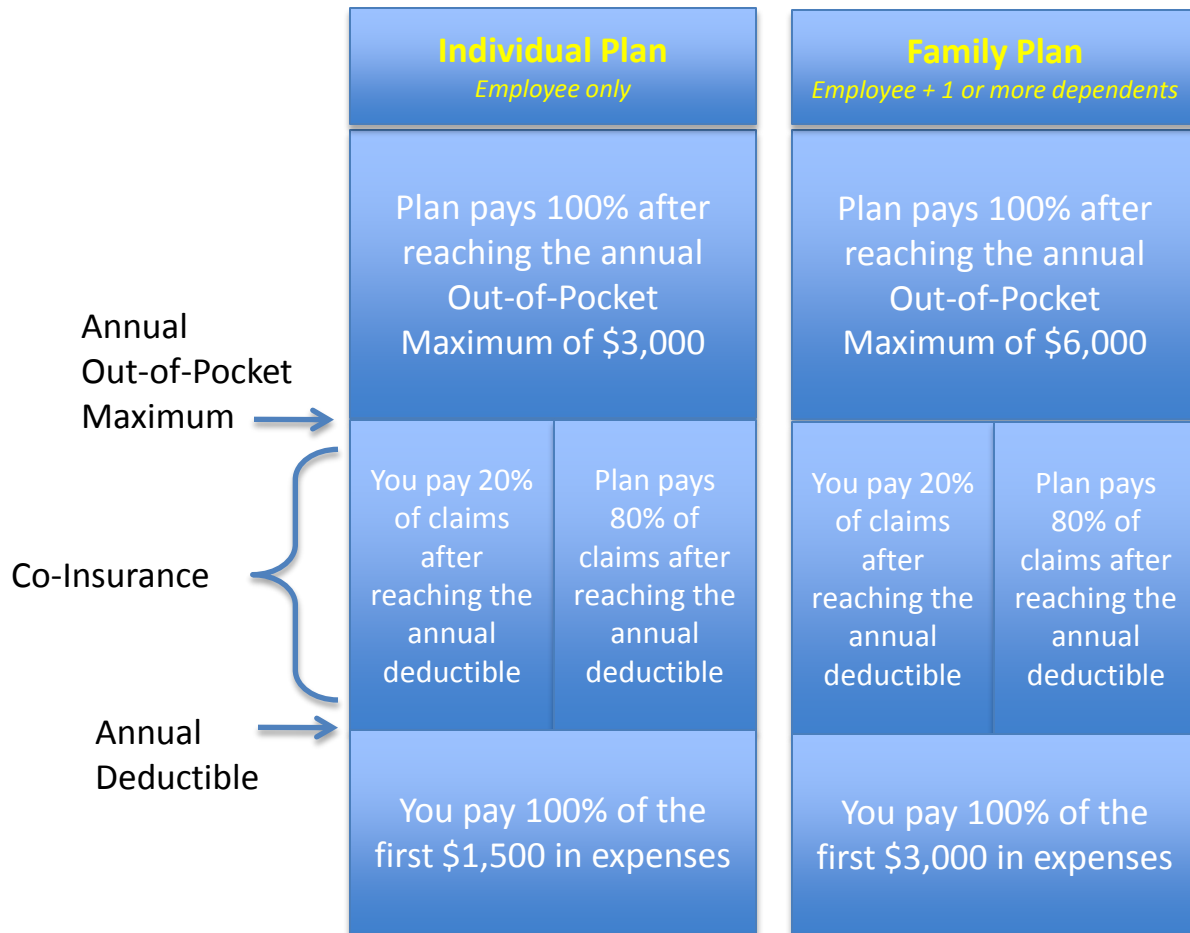 Individual Plan
Employee only
Family Plan
Employee + 1 or more dependents
Plan pays 100% after
reaching the annual
Out-of-Pocket
Maximum of $3,000
Plan pays 100% after
reaching the annual
Out-of-Pocket
Maximum of $6,000
Annual
Out-of-Pocket
Maximum
You pay 20%
of claims
after
reaching the
annual
deductible
Plan pays
80% of
claims after
reaching the
annual
deductible
You pay 20%
of claims
after
reaching the
annual
deductible
Plan pays
80% of
claims after
reaching the
annual
deductible
Co-Insurance
Annual
Deductible
You pay 100% of the
first $1,500 in expenses
You pay 100% of the
first $3,000 in expenses